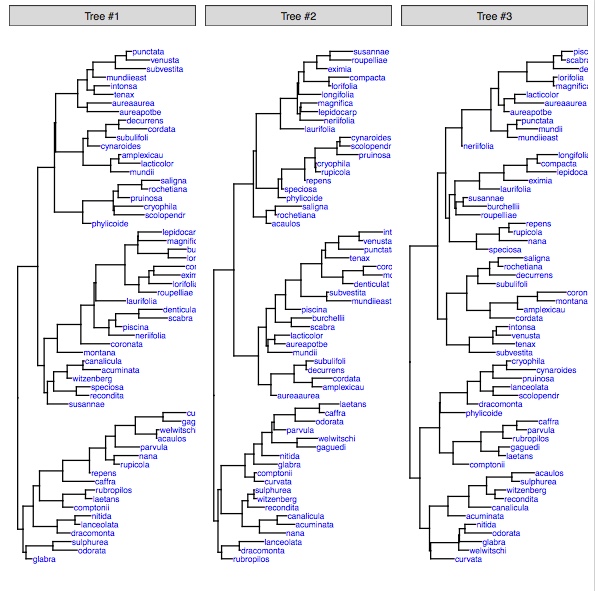 Tree #1
punctata
venusta
subvestita
mundiieast
intonsa
tenax
aureaaurea
aureapotbe
decurrens
cordata
subulifoli
cynaroides
amplexicau
lacticolor
mundii
saligna
rochetiana
pruinosa
cryophila
scolopendr
phylicoide
lepidocar
magnific
bu
lor
cor
exin
lorifolia
roupelliae
laurifolia
denticula
scabra
piscina
neriifolia
coronata
montana
canalicula
acuminata
witzenberg
speciosa
recondita
susannae
cu
gag
welwitsch
acaulos
parvula
nana
rupicola
repens
caffra
rubropilos
laetans
comptonii
nitida
lanceolata
dracomonta
sulphurea
odorata
glabra
Tree #2
susannae
roupelliae
eximia
compacta
lorifolia
longifolia
magnifica
lepidocarp
neriifolia
laurifolia
cynaroides
scolopendr
pruinosa
cryophila
rupicola
repens
speciosa
phylicoide
saligna
rochetiana
acaulos
int
venusta
punctat
tenax
corc
mc
denticulat
subvestita
mundiieast
piscina
burchellii
scabra
lacticolor
aureapotbe
mundii
subulifoli
decurrens
cordata
amplexicau
aureaaurea
laetans
caffra
odorata
parvula
welwitschi
gaguedi
nitida
glabra
comptonii
curvata
sulphurea
witzenberg
recondita
canalicula
acuminata
nana
lanceolata
dracomonta
rubropilos
Tree #3
pisc
scabra
de
lorifolia
magnifica
lacticolor
aureaaurea
aureapotbe
punctata
mundii
mundiieast
neriifolia
longifolia
compacta
lepidoca
eximia
laurifolia
susannae
burchellii
roupelliae
repens
rupicola
nana
speciosa
saligna
rochetiana
decurrens
subulifoli
coron
montana
amplexicau
cordata
intonsa
venusta
tenax
subvestita
cryophila
cynaroides
pruinosa
lanceolata
scolopendr
dracomonta
phylicoide
caffra
parvula
rubropilos
gaguedi
laetans
comptonii
acaulos
sulphurea
witzenberg
recondita
canalicula
acuminata
nitida
odorata
glabra
welwitschi
curvata